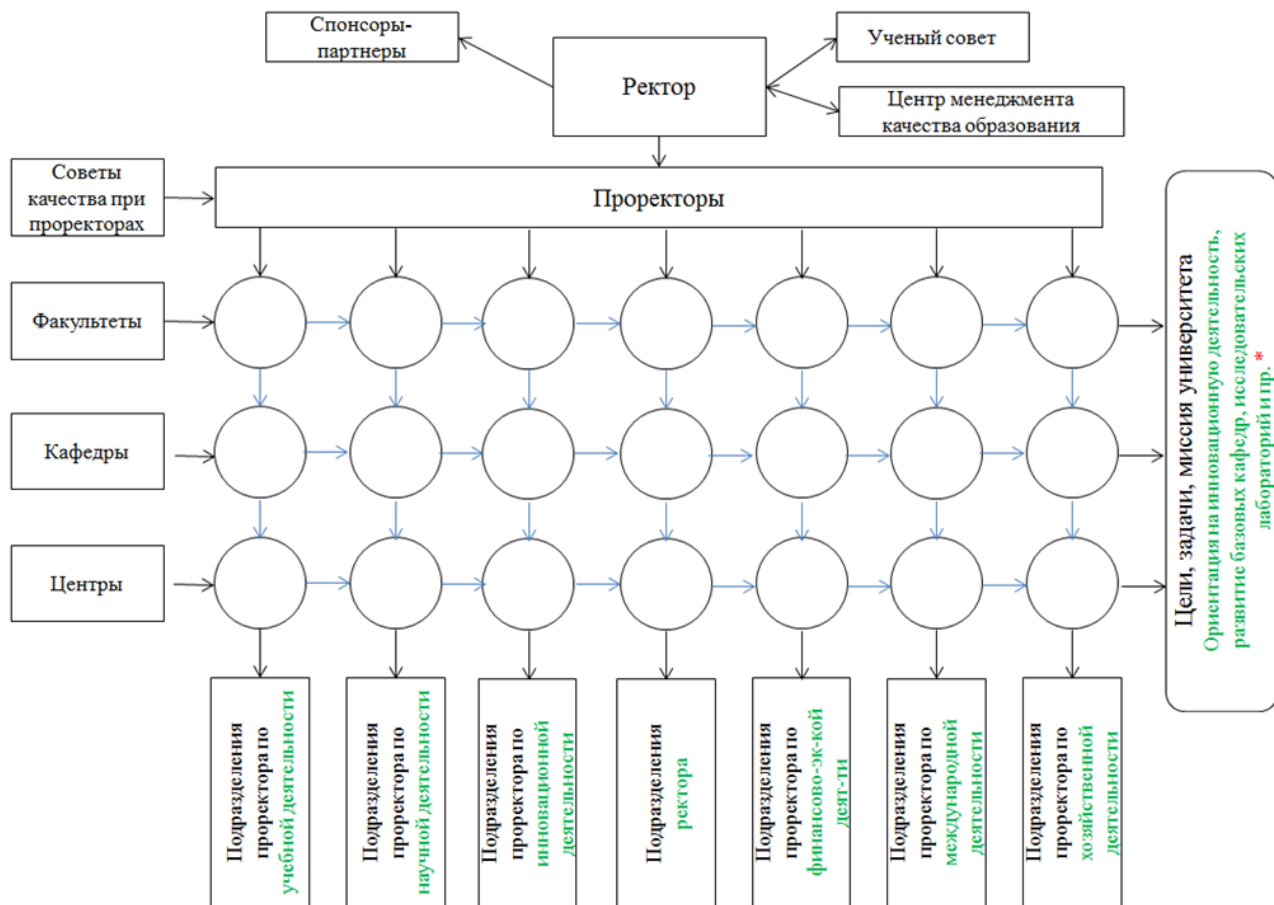 Спонсоры-
партнеры
Ректор
Ученый совет
Центр менеджмента
качества образования
Советы
качества при
проректорах
Проректоры
Факультеты
Кафедры
Центры
Цели, задачи, миссия университета
Ориентация на инновационную деятельность,
развитие базовых кафедр, исследовательских
лабораторий и пр. *
Подразделения
проректора по
учебной деятельности
Подразделения
проректора по
научной деятельности
Подразделения
проректора по
инновационной
деятельности
Подразделения
ректора
Подразделения
проректора по
финансово-эк-кой
деят-ти
Подразделения
проректора по
международной
деятельности
Подразделения
проректора по
хозяйственной
деятельности